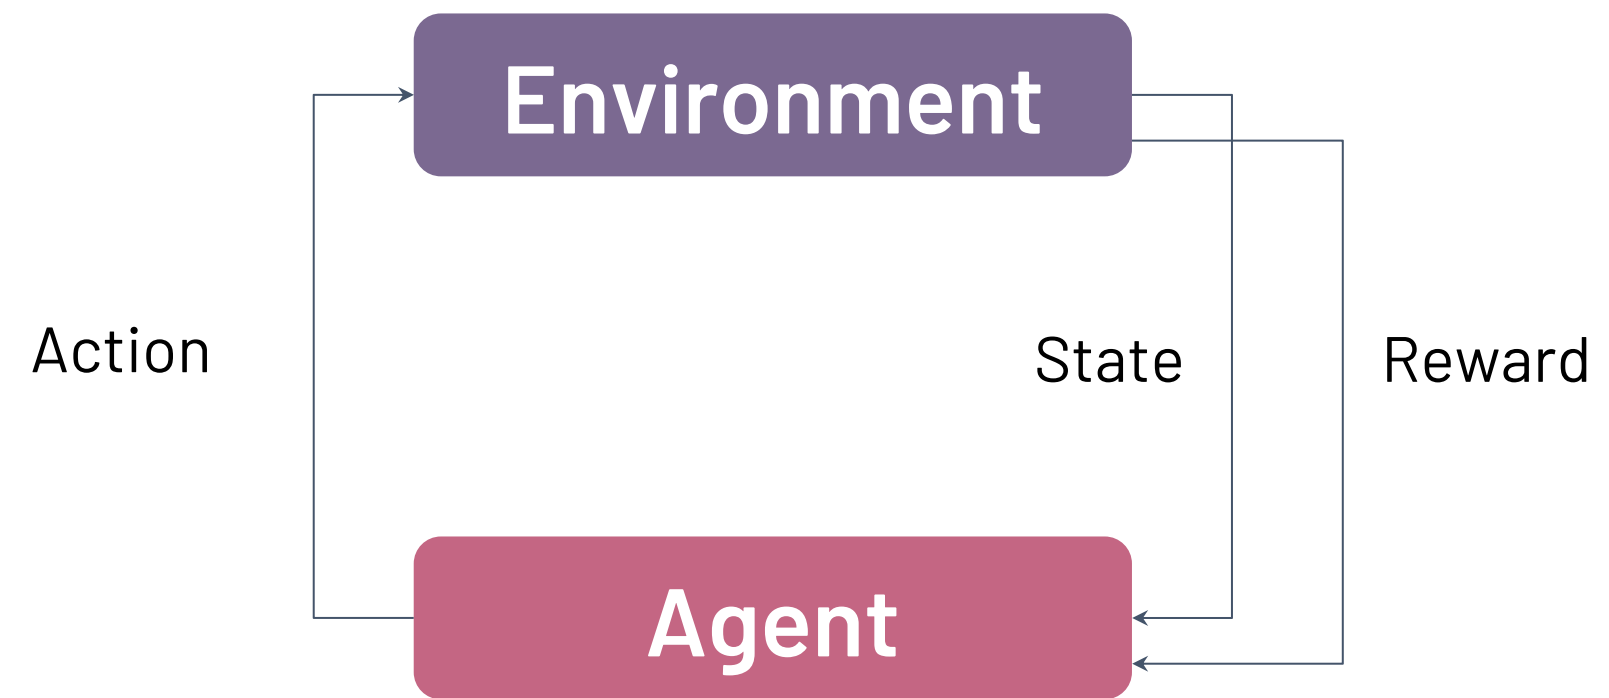 Environment
Action
State
Reward
Agent